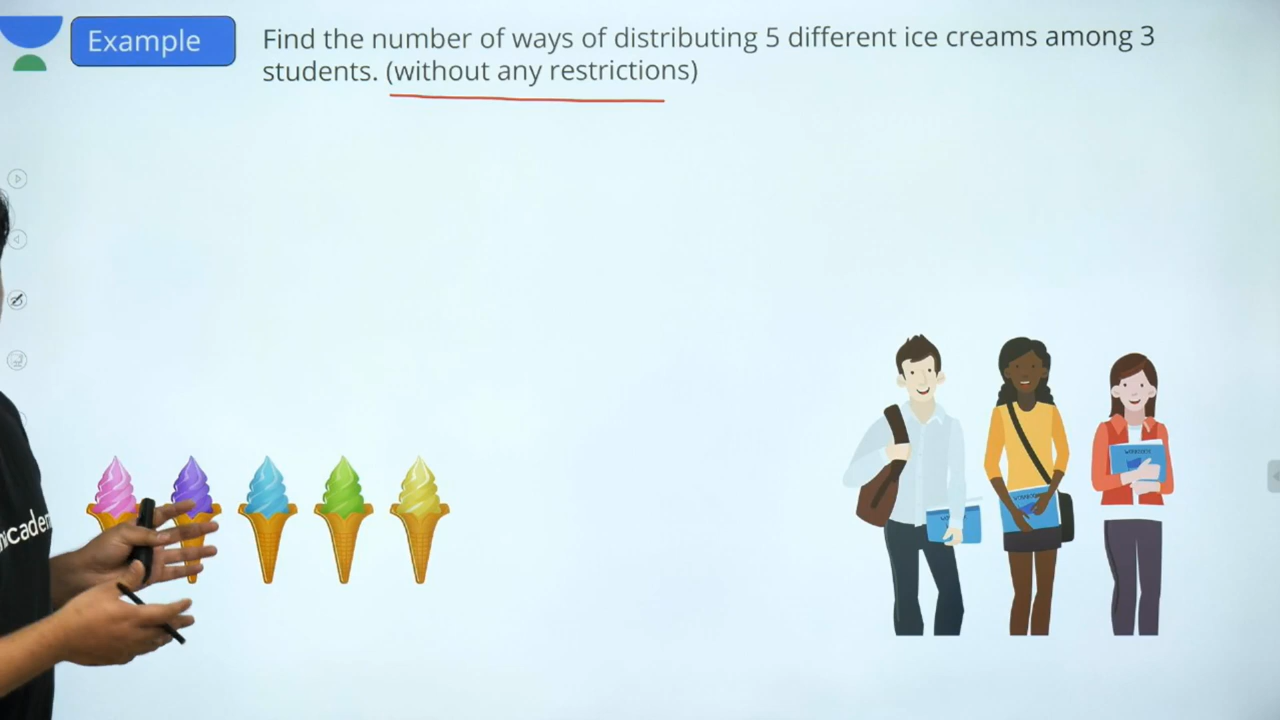 Example
Find the number of ways of distributing 5 different ice creams among 3
students. (without any restrictions)